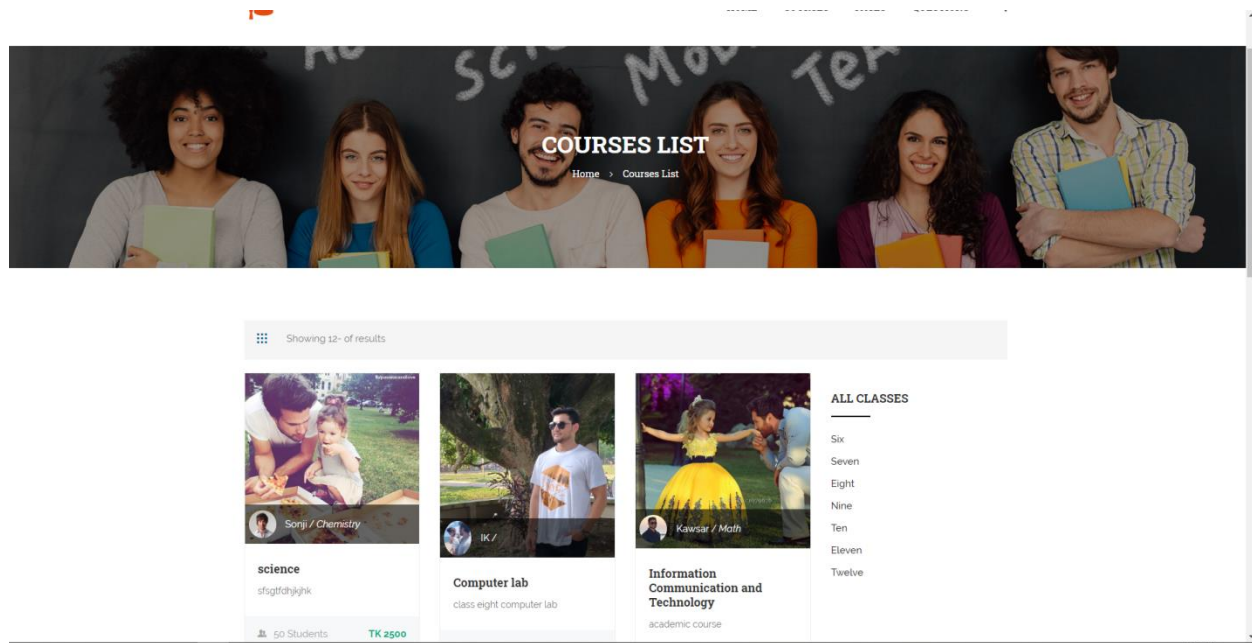 COURSES LIST
Home > Courses List
Showing 12- of results
Sonji / Chemistry
science
sfsgtfdhjkjhk
50 Students TK 2500
IK /
Computer lab
class eight computer lab
Kawsar / Math
Information
Communication and
Technology
academic course
ALL CLASSES
Six
Seven
Eight
Nine
Ten
Eleven
Twelve